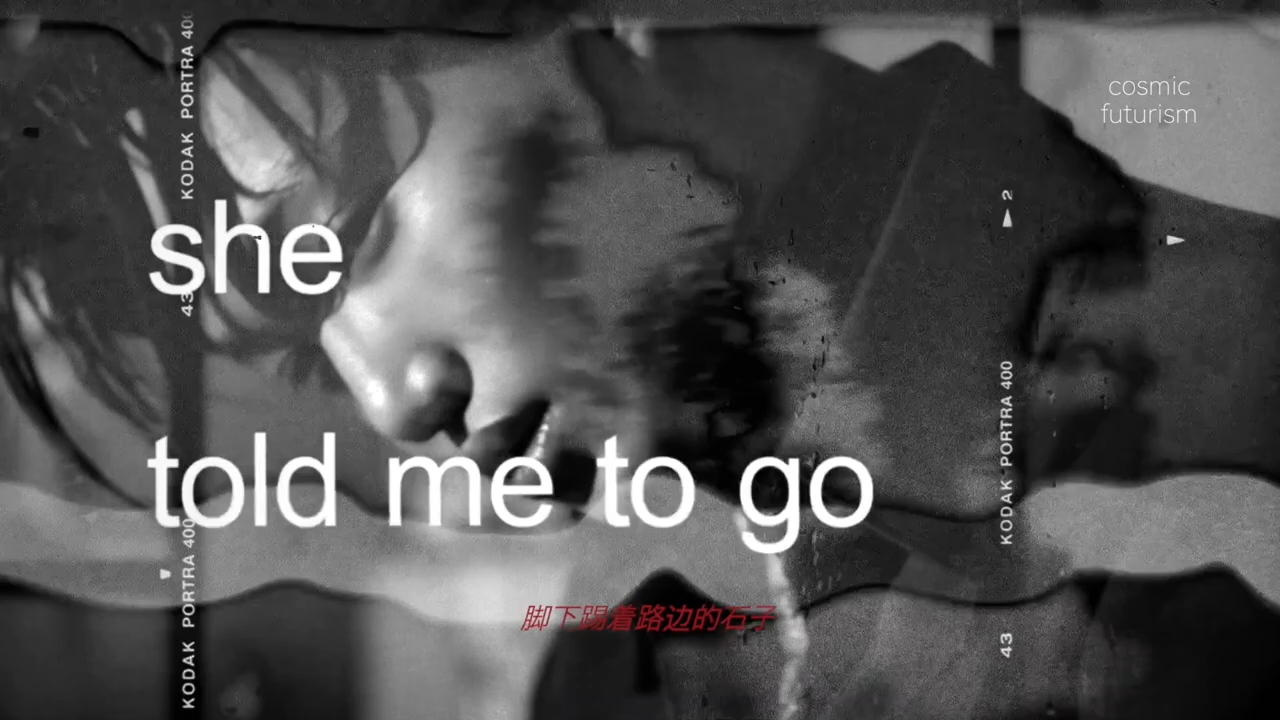 KODAK PORTRA 400
cosmic
futurism
2
she
43
told me to go
KODAK PORTRA 400
KODAK PORTRA 400
脚下踢着路边的石子
43